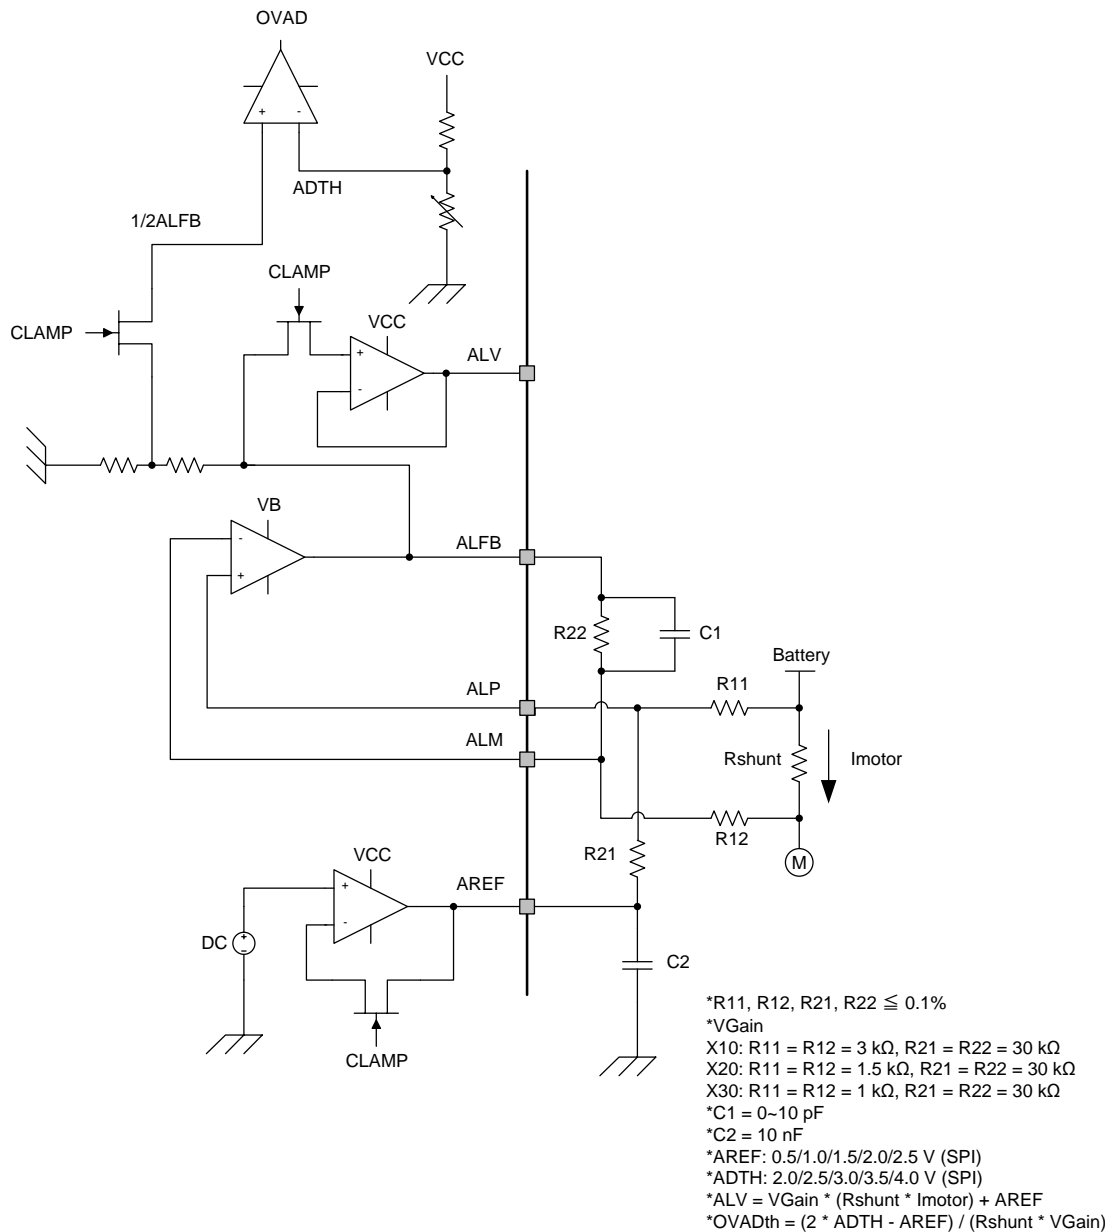 OVAD
VCC
+ -
ADTH
1/2ALFB
CLAMP
CLAMP
VCC
ALV
+
-
VB
ALFB
-
+
R22
C1
Battery
ALP
R11
ALM
Rshunt
Imotor
R12
VCC
R21
M
AREF
+
-
DC
+
−
C2
CLAMP
*R11, R12, R21, R22 ≦ 0.1%
*VGain
X10: R11 = R12 = 3 kΩ, R21 = R22 = 30 kΩ
X20: R11 = R12 = 1.5 kΩ, R21 = R22 = 30 kΩ
X30: R11 = R12 = 1 kΩ, R21 = R22 = 30 kΩ
*C1 = 0~10 pF
*C2 = 10 nF
*AREF: 0.5/1.0/1.5/2.0/2.5 V (SPI)
*ADTH: 2.0/2.5/3.0/3.5/4.0 V (SPI)
*ALV = VGain * (Rshunt * Imotor) + AREF
*OVADth = (2 * ADTH - AREF) / (Rshunt * VGain)